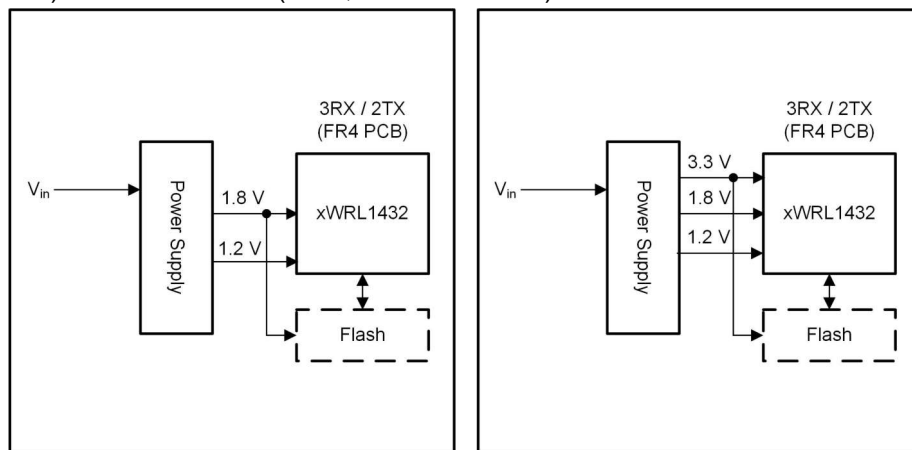 3RX / 2TX
(FR4 PCB)
Vin
Power Supply
1.8 V
1.2 V
xWRL1432
Flash
3RX / 2TX
(FR4 PCB)
Vin
Power Supply
3.3 V
1.8 V
1.2 V
xWRL1432
Flash